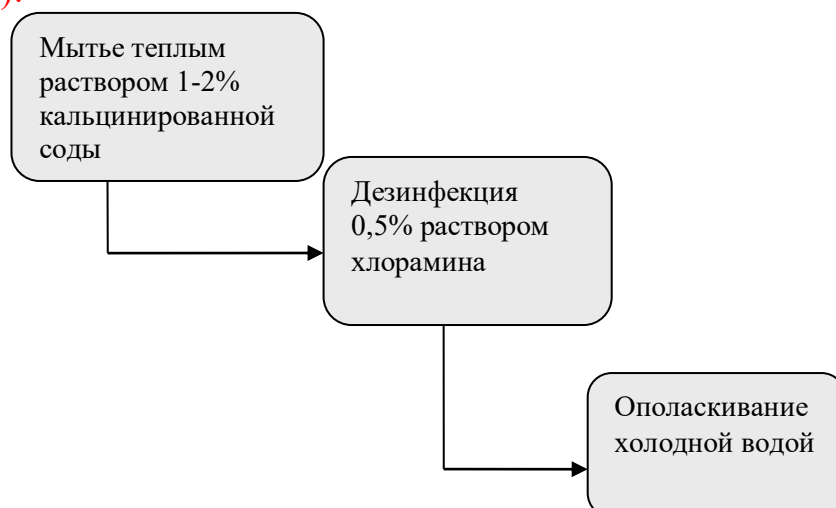 ).
Мытье теплым
раствором 1-2%
кальцинированной
соды
Дезинфекция
0,5% раствором
хлорамина
Ополаскивание
холодной водой